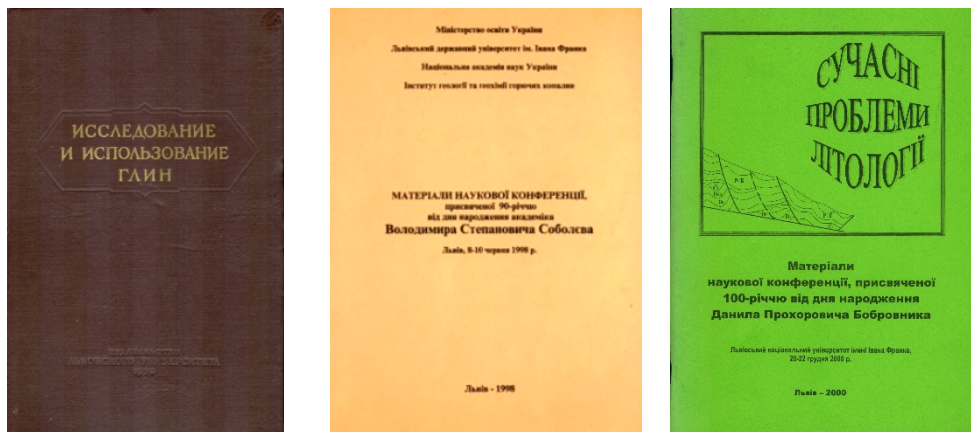 ИССЛЕДОВАНИЕ
И ИСПОЛЬЗОВАНИЕ
ГЛИН
ИЗДАТЕЛЬСТВО
ЛЬВОВСКОГО УНИВЕРСИТЕТА
Міністерство освіти України
Львівський державний університет ім. Івана Франка
Національна академія наук України
Інститут геології та геохімії горючих копалин
МАТЕРІАЛИ НАУКОВОЇ КОНФЕРЕНЦІЇ,
присвяченої 90-річчю
від дня народження академіка
Володимира Степановича Соболєва
Львів, 8-10 червня 1998 р.
Львів - 1998
СУЧАСНІ
ПРОБЛЕМИ
ЛІТОЛОГІЇ
Матеріали
наукової конференції, присвяченої
100-річчю від дня народження
Данила Прохоровича Бобровника
Львівський національний університет імені Івана Франка,
20-22 грудня 2000 р.
Львів – 2000